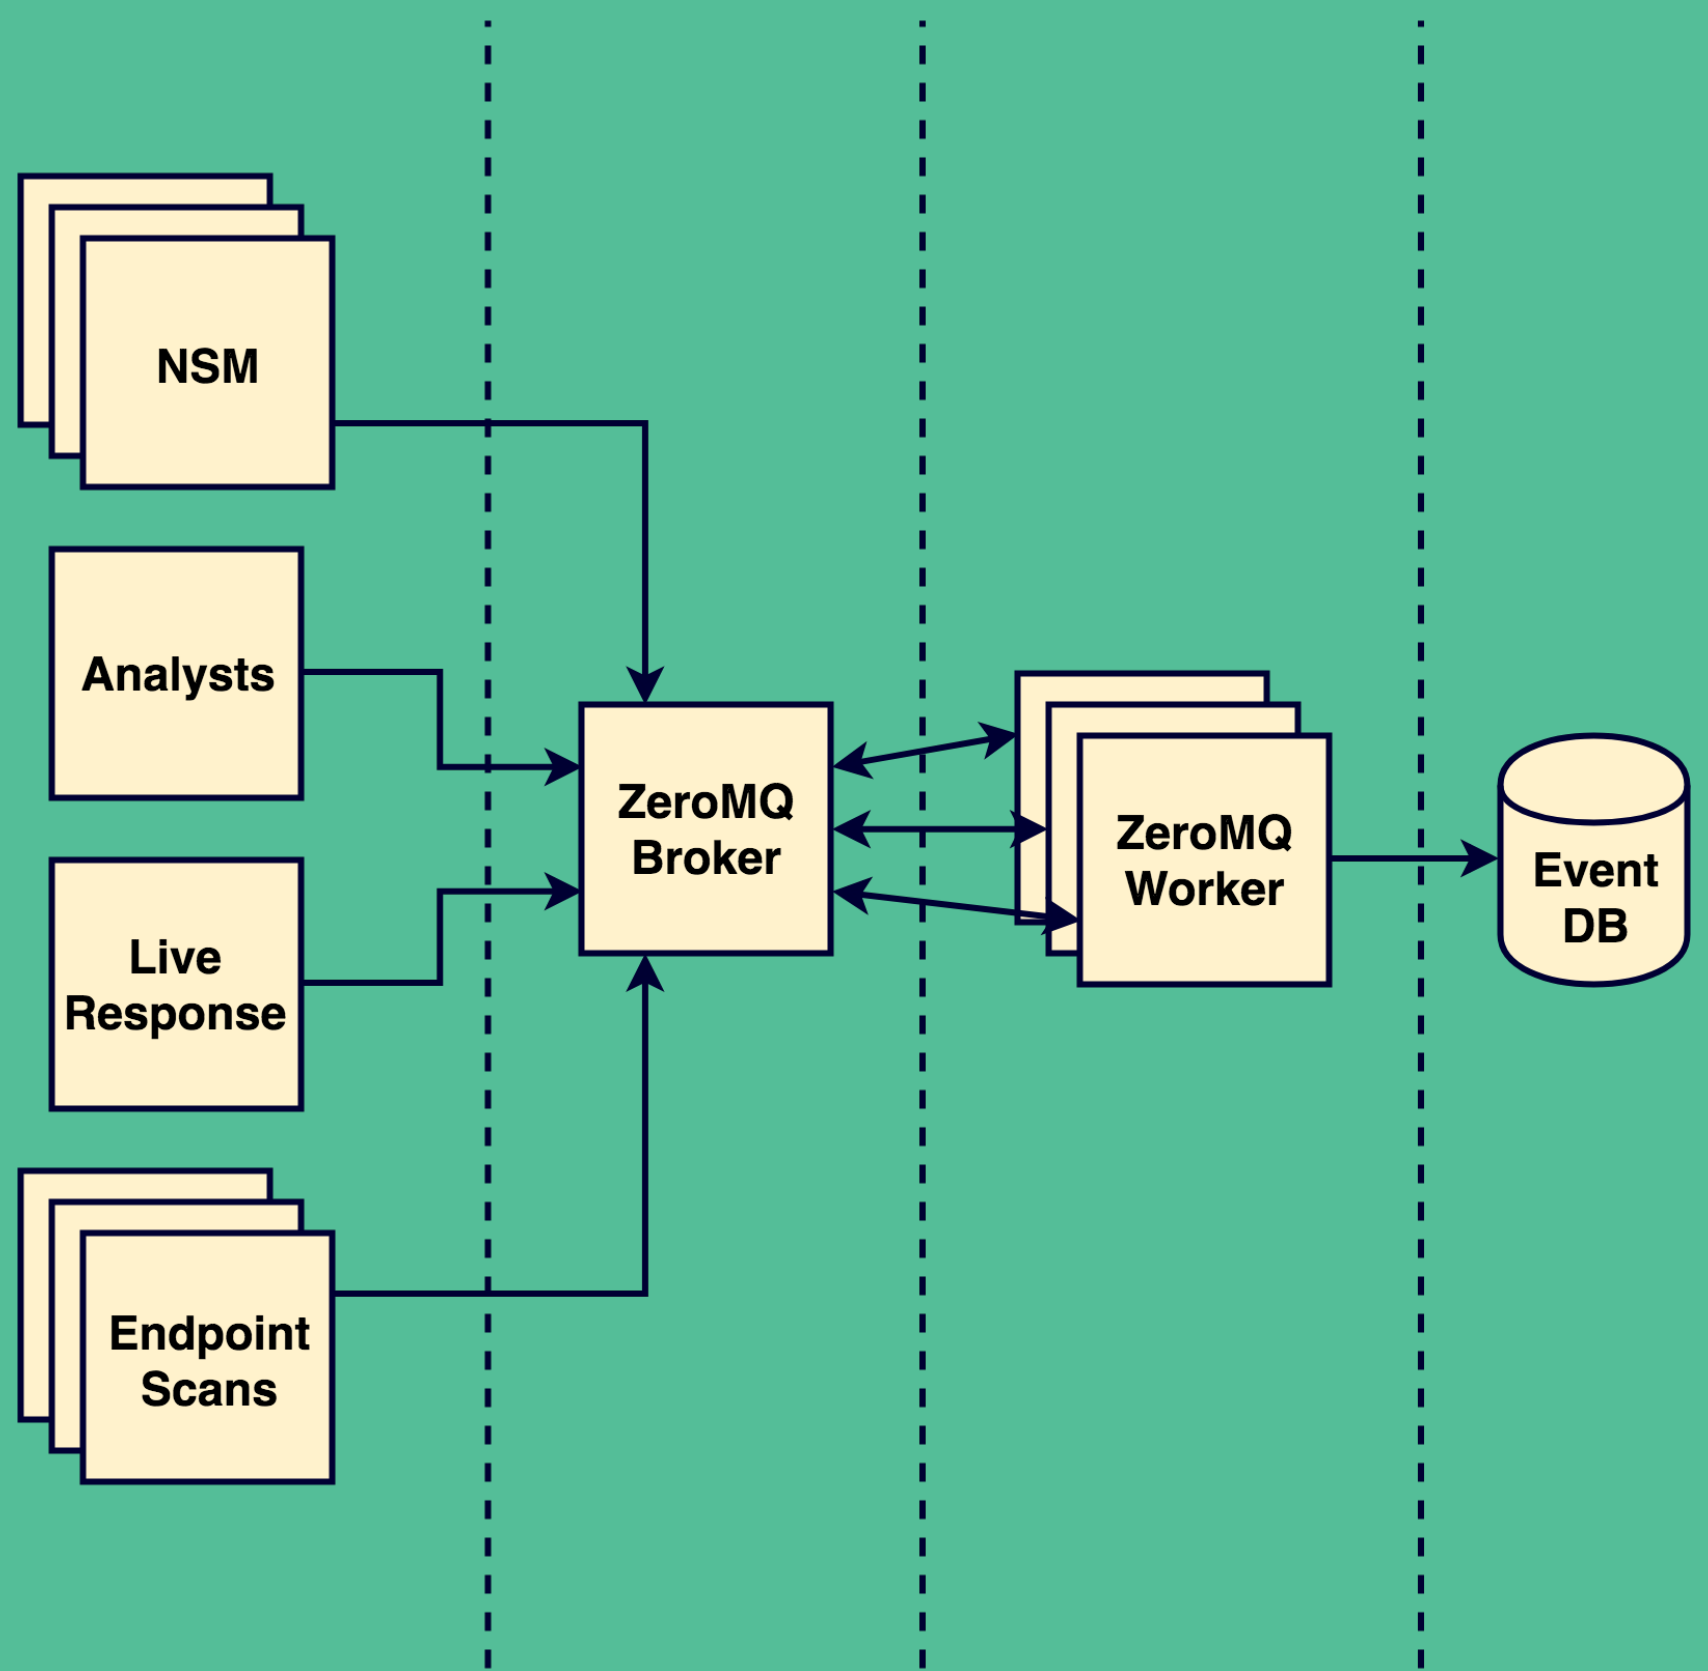 NSM
Analysts
Live
Response
Endpoint
Scans
ZeroMQ
Broker
ZeroMQ
Worker
Event
DB